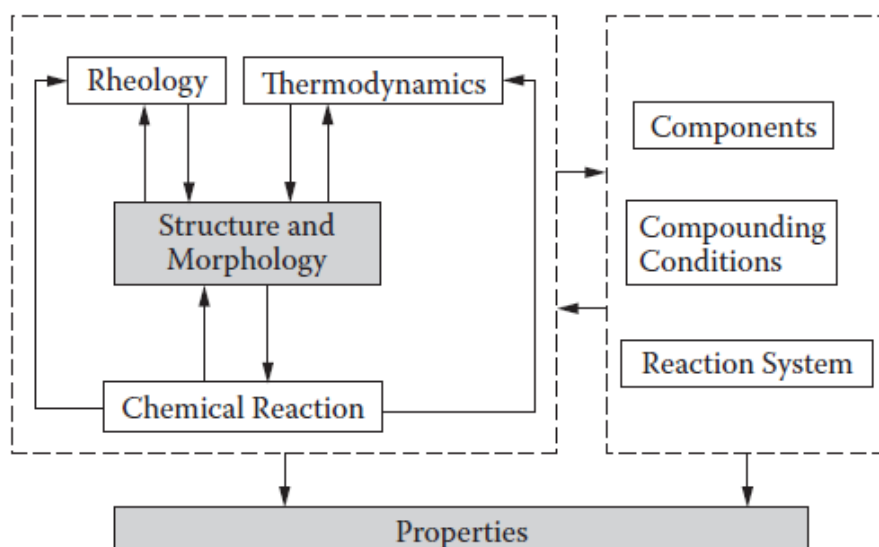 Rheology
Thermodynamics
Structure and
Morphology
Chemical Reaction
Components
Compounding
Conditions
Reaction System
Properties